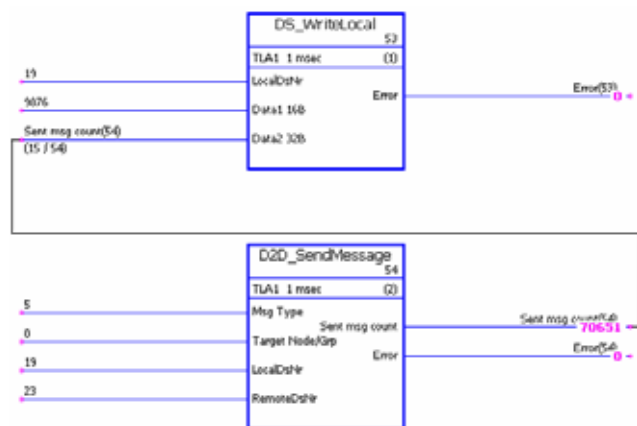 DS_WriteLocal
53
TLA1 1 msec (1)
19
LocalDsNr
Error
Error(53)
0
9876
Data1 16B
Sent msg count(54)
Data2 32B
(15 / 54)
D2D_SendMessage
54
TLA1 1 msec (2)
5
Msg Type
Sent msg count
Sent msg count(54)
70651
0
Target Node/Grp
Error
Error(54)
0
19
LocalDsNr
23
RemoteDsNr